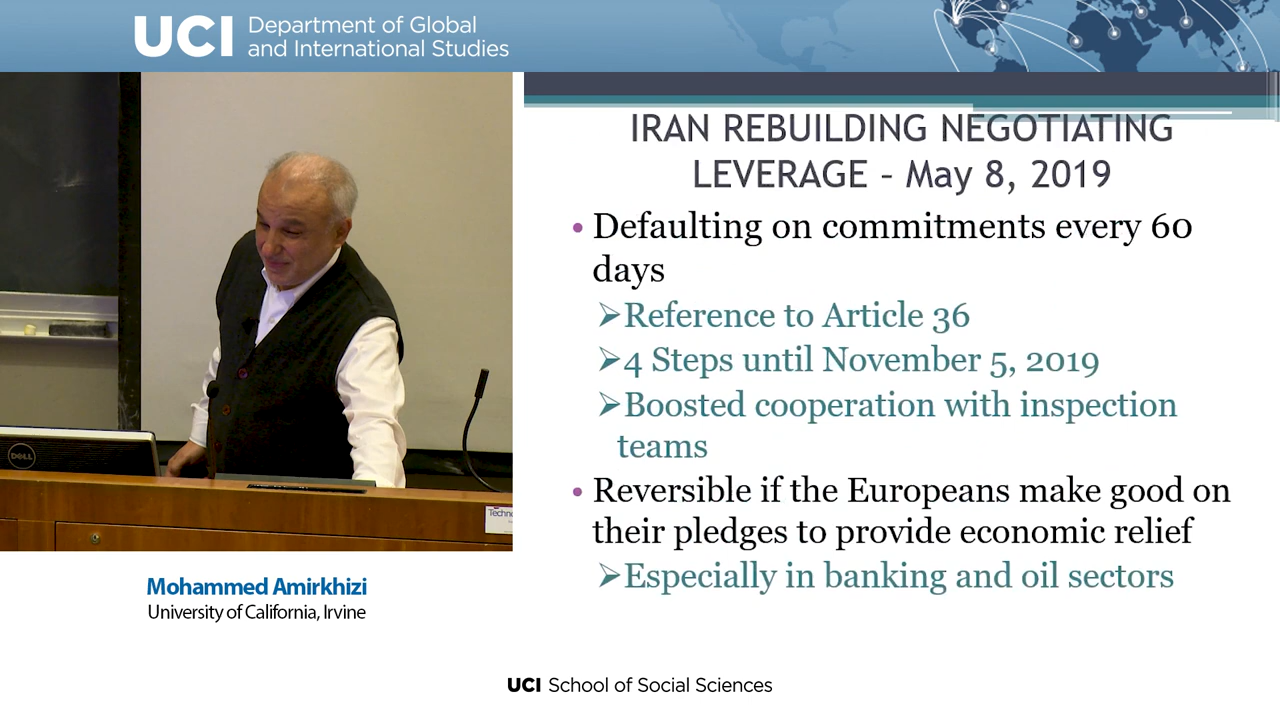 UCI Department of Global
and International Studies
IRAN REBUILDING NEGOTIATING
LEVERAGE – May 8, 2019
• Defaulting on commitments every 60
days
➢Reference to Article 36
➢4 Steps until November 5, 2019
➢Boosted cooperation with inspection
teams
• Reversible if the Europeans make good on
their pledges to provide economic relief
➢Especially in banking and oil sectors
DELL
Mohammed Amirkhizi
University of California, Irvine
UCI School of Social Sciences